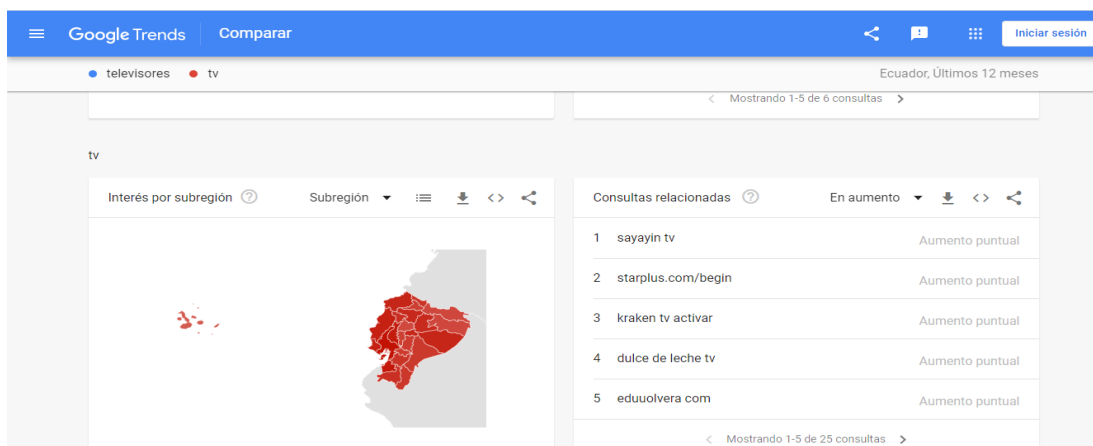 Google Trends Comparar Iniciar sesión
televisores tv Ecuador, Últimos 12 meses
Mostrando 1-5 de 6 consultas
tv
Interés por subregión Subregión
Consultas relacionadas En aumento
1 sayayin tv Aumento puntual
2 starplus.com/begin Aumento puntual
3 kraken tv activar Aumento puntual
4 dulce de leche tv Aumento puntual
5 eduuolvera com Aumento puntual
Mostrando 1-5 de 25 consultas